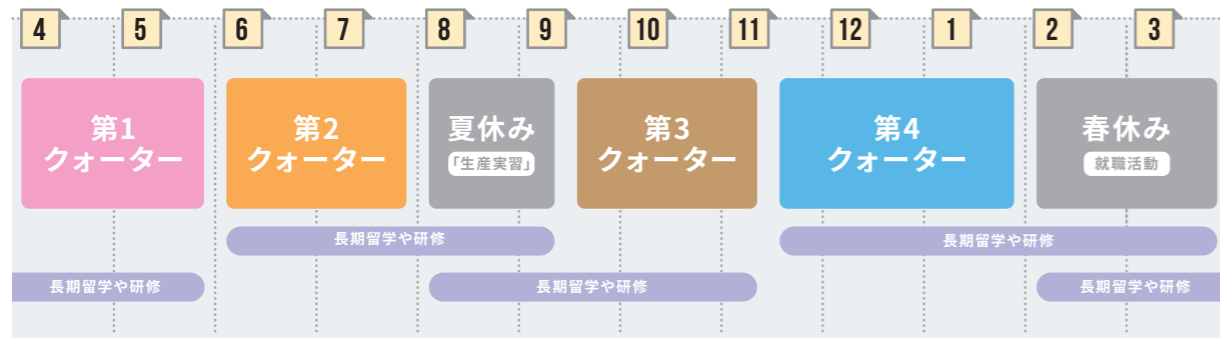 4 5 6 7 8 9 10 11 12 1 2 3
第1
クォーター
第2
クォーター
夏休み
「生産実習」
第3
クォーター
第4
クォーター
春休み
就職活動
長期留学や研修
長期留学や研修
長期留学や研修
長期留学や研修
長期留学や研修